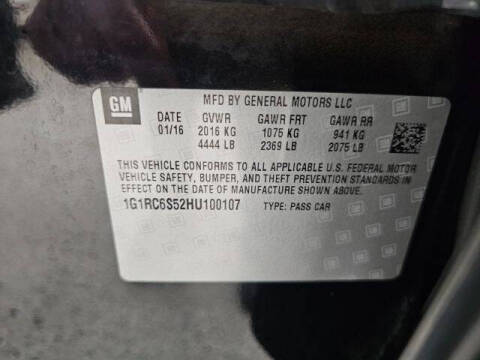 GM
MFD BY GENERAL MOTORS LLC
DATE GVWR GAWR FRT GAWR RR
01/16 2016 KG 1075 KG 941 KG
4444 LB 2369 LB 2075 LB
THIS VEHICLE CONFORMS TO ALL APPLICABLE U.S. FEDERAL MOTOR
VEHICLE SAFETY, BUMPER, AND THEFT PREVENTION STANDARDS IN
EFFECT ON THE DATE OF MANUFACTURE SHOWN ABOVE.
1G1RC6S52HU100107 TYPE: PASS CAR